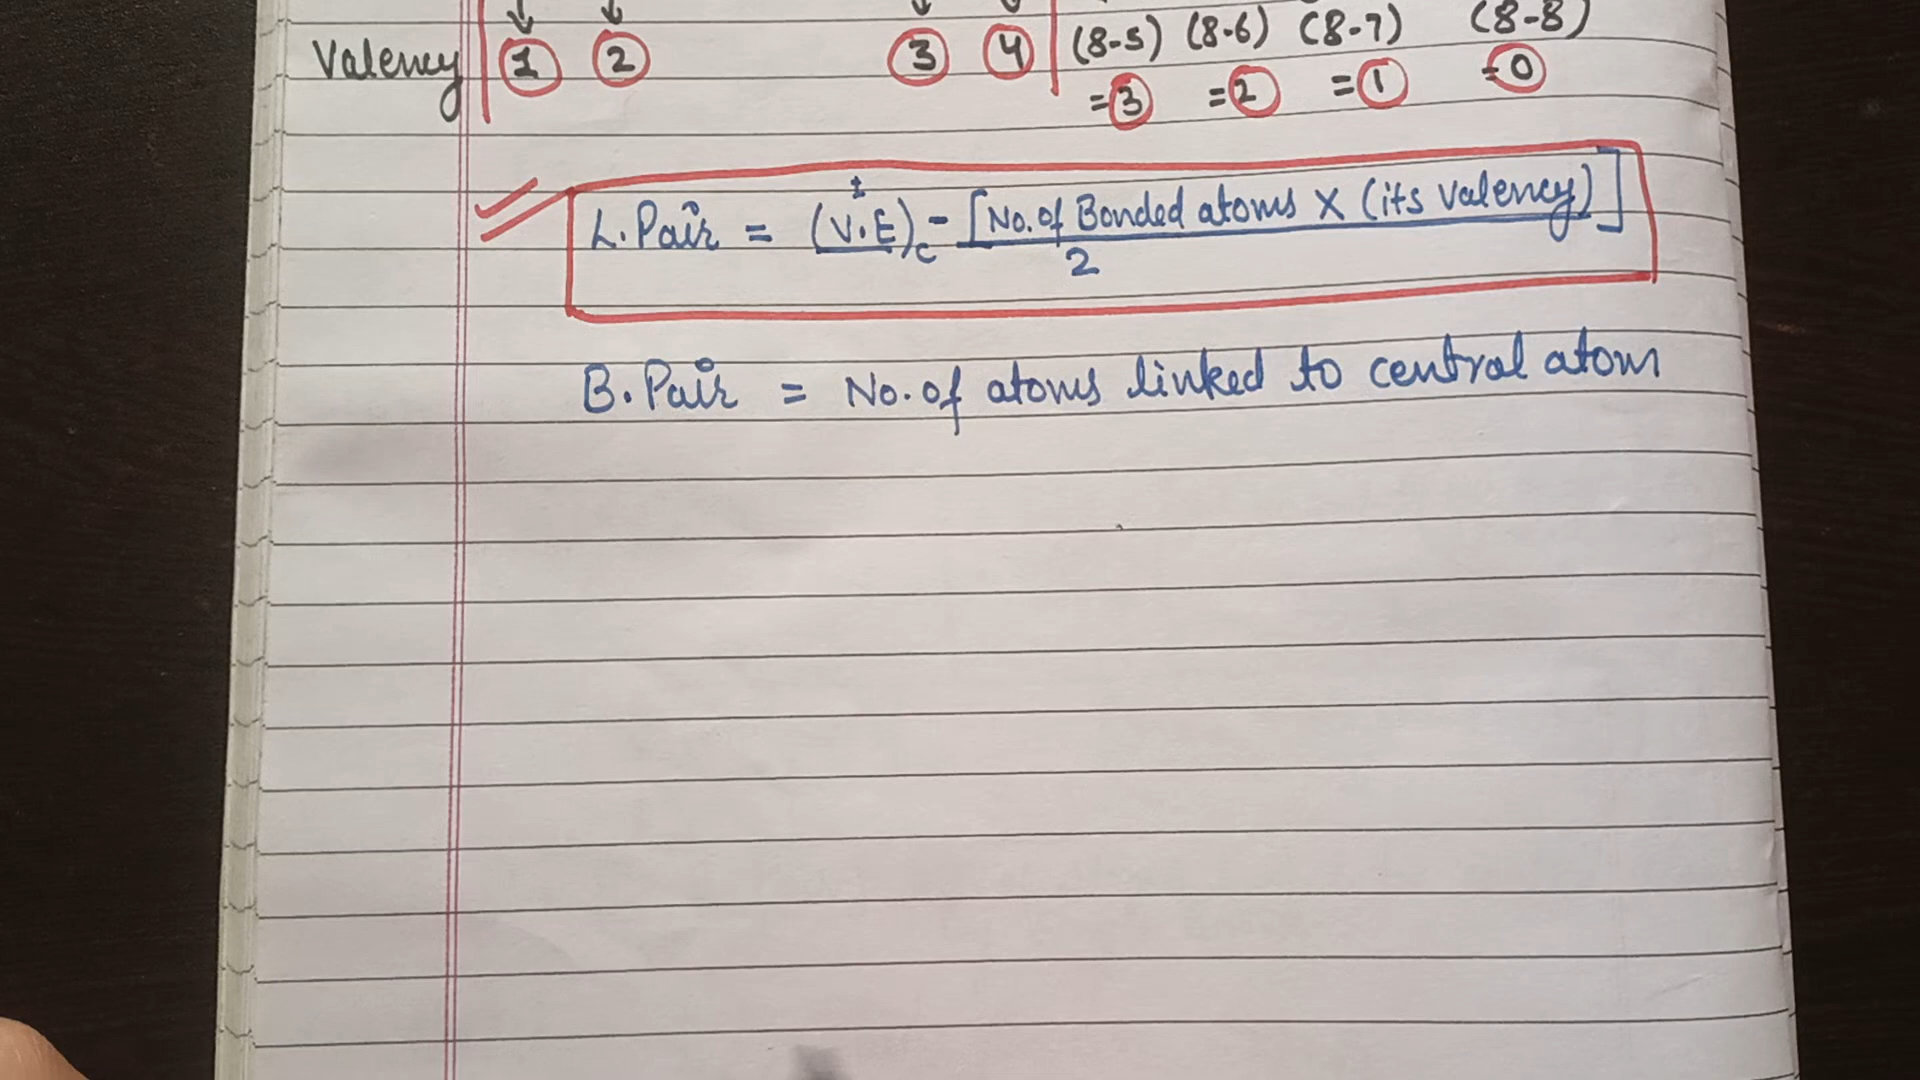 ↓ ↓ ↓ ↓ (8-5) (8-6) (8-7) (8-8)
Valency 1 2 3 4 =3 =2 =1 =0
L.Pair = (V.E)c± - [No. of Bonded atoms X (its valency)]
2
B.Pair = No. of atoms linked to central atom